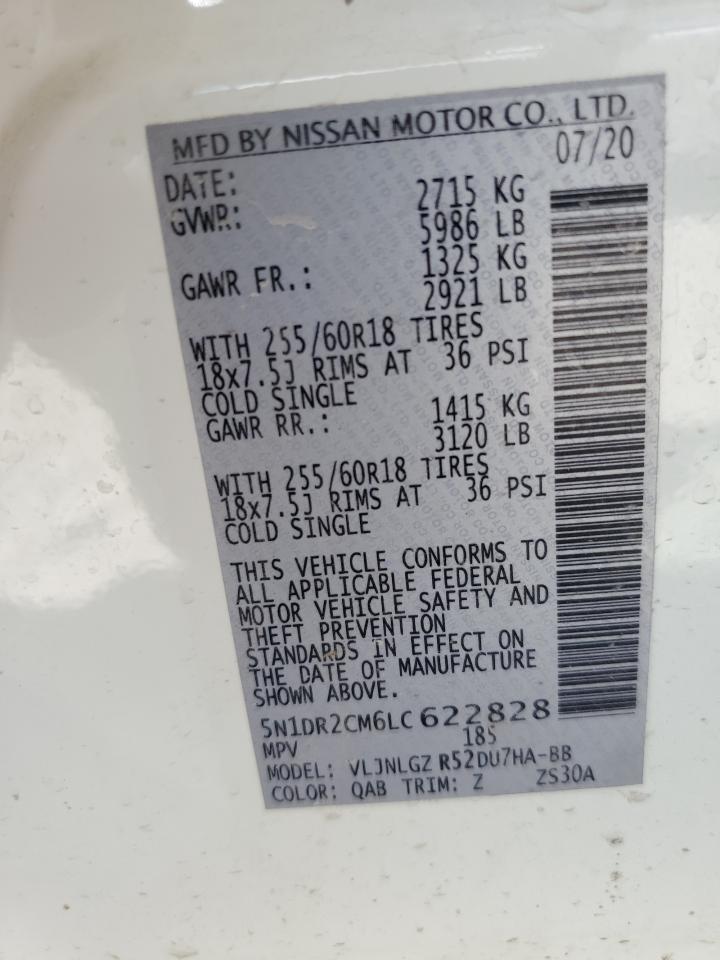 MFD BY NISSAN MOTOR CO., LTD.
DATE: 07/20
GVWR: 2715 KG
5986 LB
GAWR FR.: 1325 KG
2921 LB
WITH 255/60R18 TIRES
18x7.5J RIMS AT 36 PSI
COLD SINGLE
GAWR RR.: 1415 KG
3120 LB
WITH 255/60R18 TIRES
18x7.5J RIMS AT 36 PSI
COLD SINGLE
THIS VEHICLE CONFORMS TO
ALL APPLICABLE FEDERAL
MOTOR VEHICLE SAFETY AND
THEFT PREVENTION
STANDARDS IN EFFECT ON
THE DATE OF MANUFACTURE
SHOWN ABOVE.
5N1DR2CM6LC622828
MPV 185
MODEL: VLJNLGZ R52DU7HA-BB
COLOR: QAB TRIM: Z ZS30A